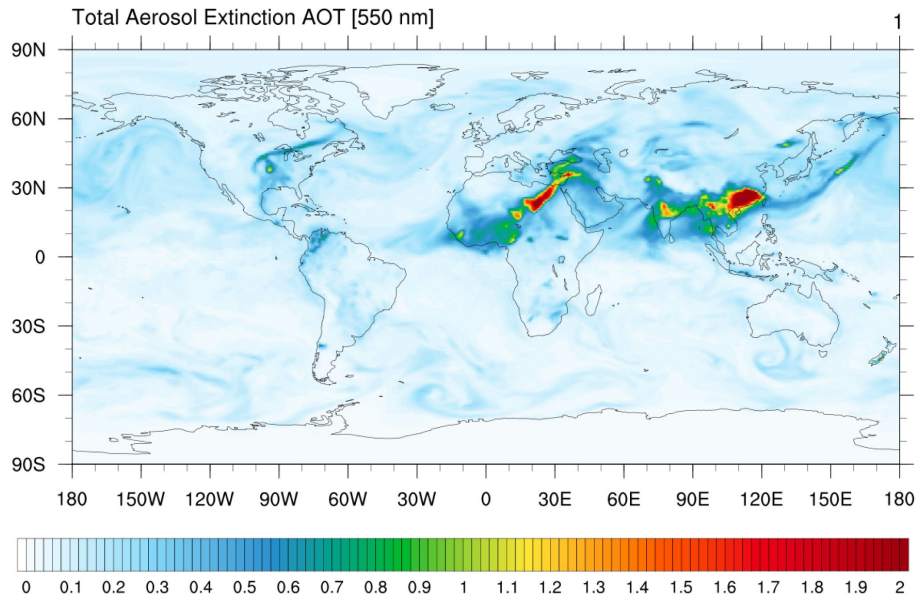 Total Aerosol Extinction AOT [550 nm]
1
90N
60N
30N
0
30S
60S
90S
180 150W 120W 90W 60W 30W 0 30E 60E 90E 120E 150E 180
0 0.1 0.2 0.3 0.4 0.5 0.6 0.7 0.8 0.9 1 1.1 1.2 1.3 1.4 1.5 1.6 1.7 1.8 1.9 2